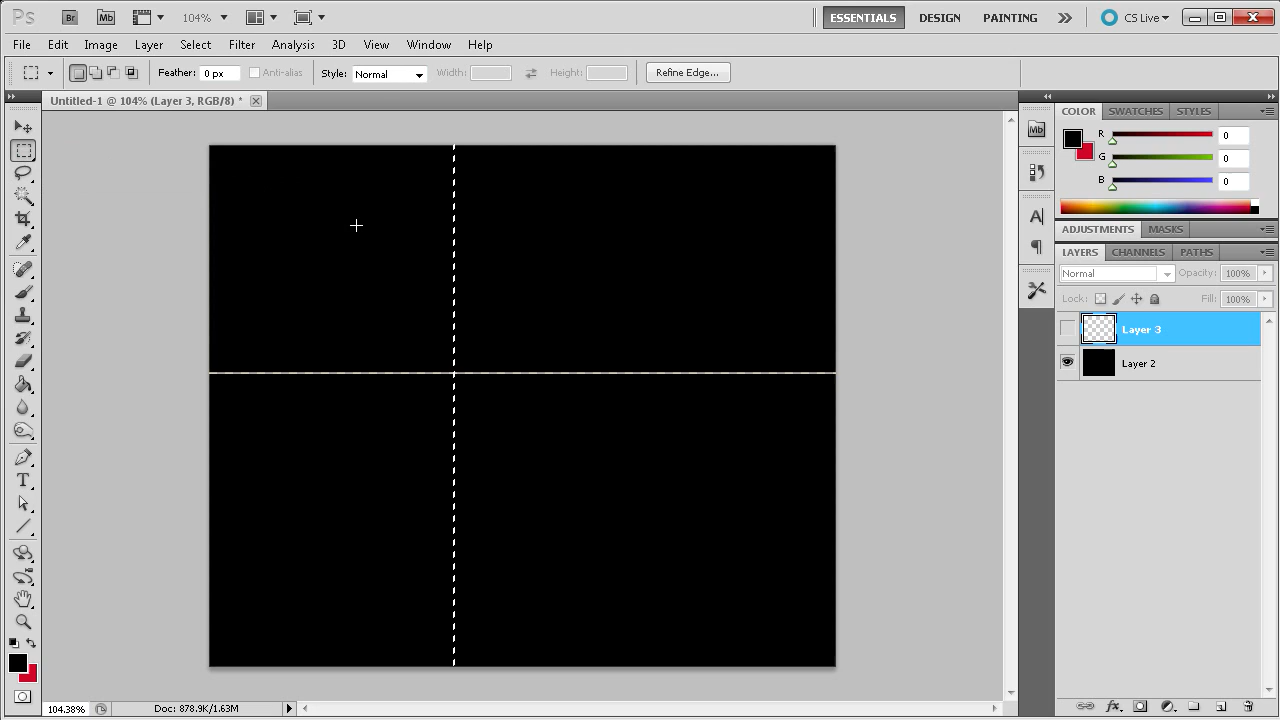 Ps Br Mb 104% ESSENTIALS DESIGN PAINTING CS Live
File Edit Image Layer Select Filter Analysis 3D View Window Help
Feather: 0 px Anti-alias Style: Normal Width: Height: Refine Edge...
Untitled-1 @ 104% (Layer 3, RGB/8) *
COLOR SWATCHES STYLES
Mb
R 0
G 0
B 0
ADJUSTMENTS MASKS
LAYERS CHANNELS PATHS
Normal Opacity: 100%
Lock: Fill: 100%
Layer 3
Layer 2
104.38% Doc: 878.9K/1.63M